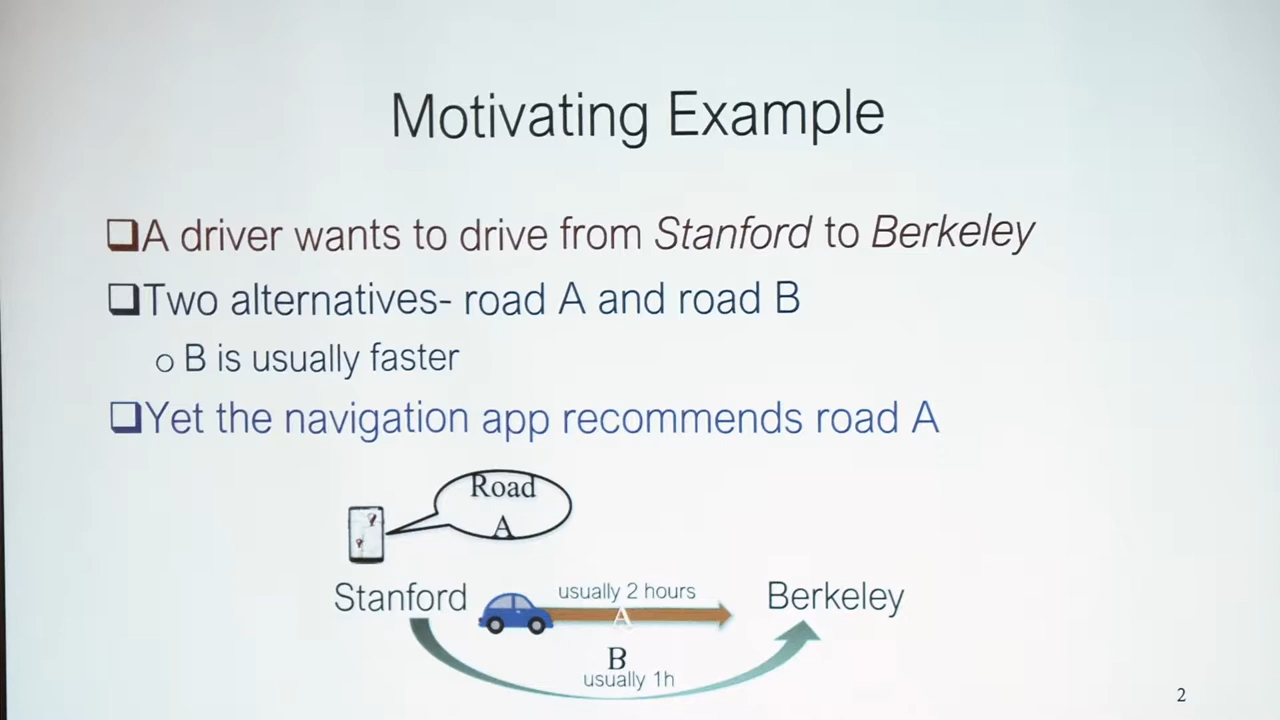 Motivating Example
A driver wants to drive from Stanford to Berkeley
Two alternatives- road A and road B
B is usually faster
Yet the navigation app recommends road A
Road
A
Stanford
usually 2 hours
A
Berkeley
B
usually 1h
2